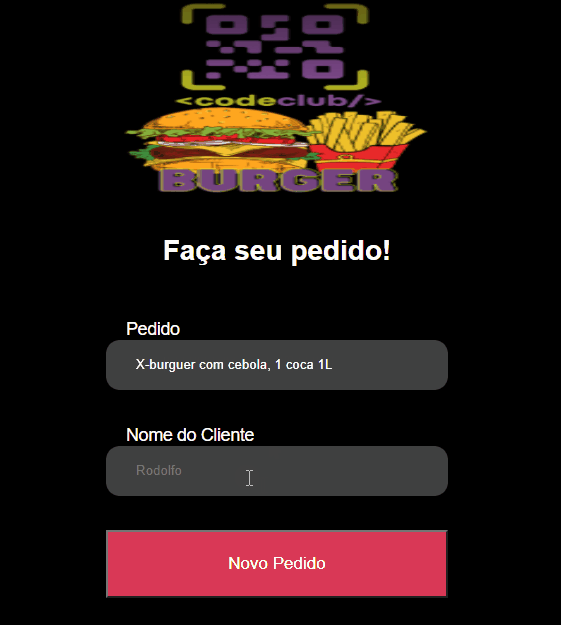 <codeclub/>
BURGER
Faça seu pedido!
Pedido
X-burguer com cebola, 1 coca 1L
Nome do Cliente
Rodolfo
Novo Pedido